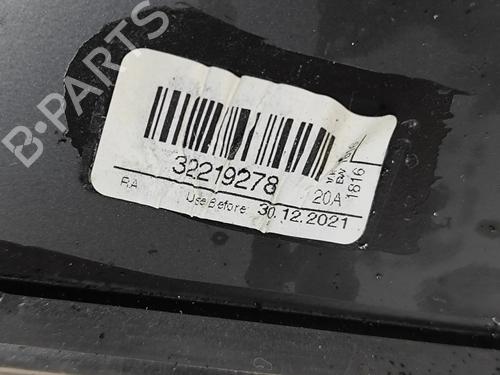 B-PARTS
32219278
RA
Use Before
30.12.2021
20A
1816